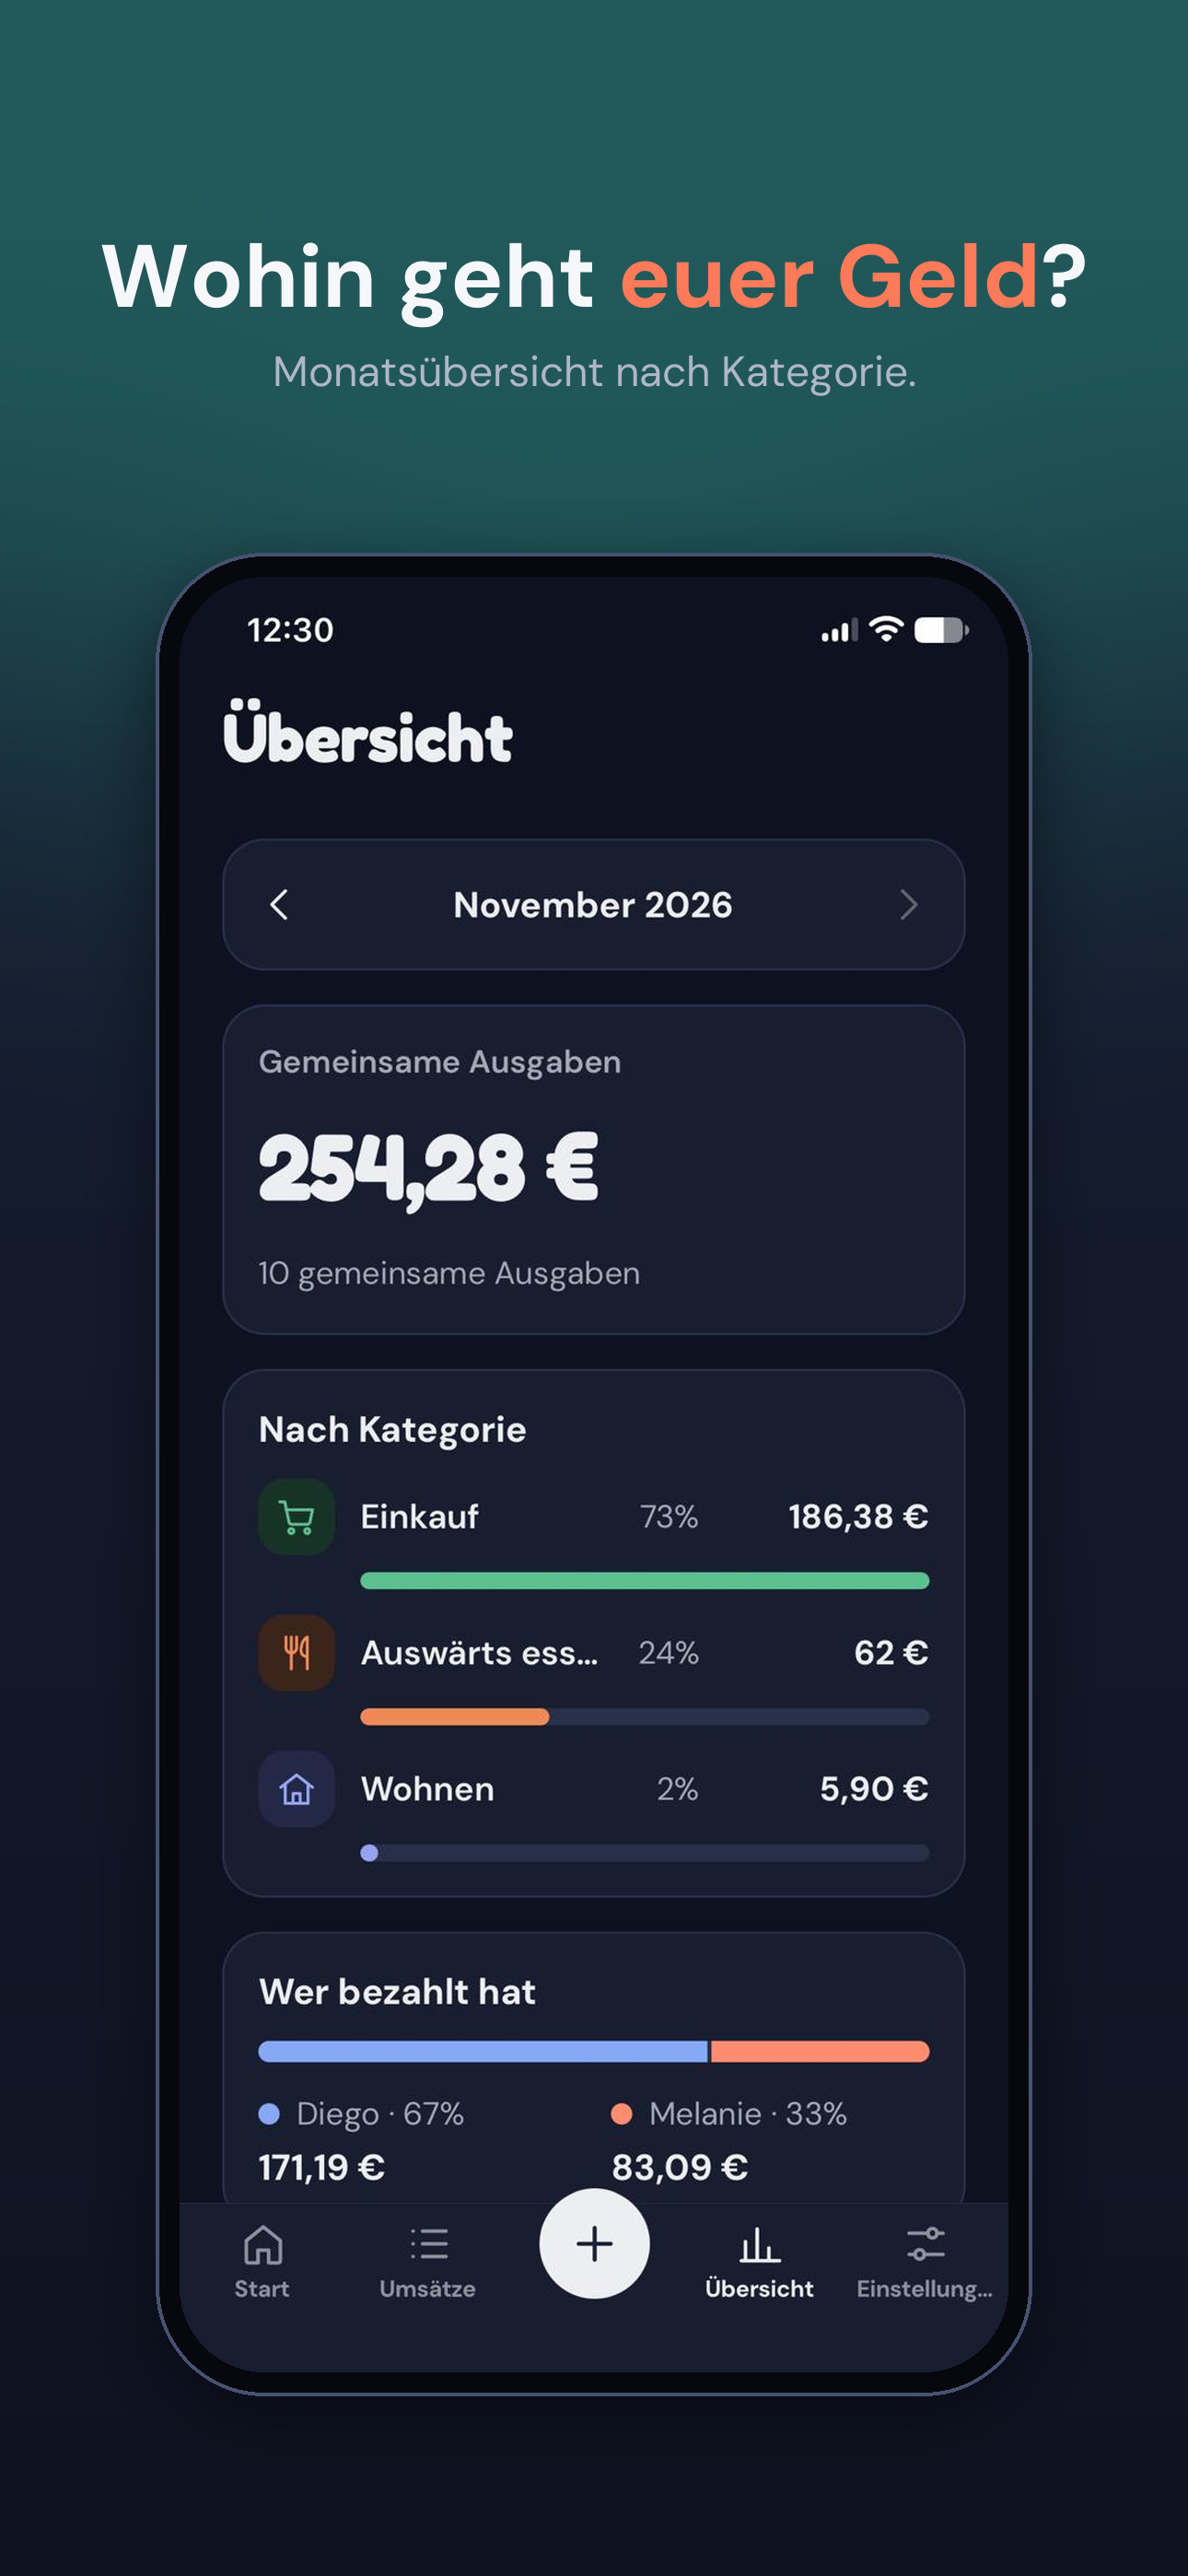 Wohin geht euer Geld?
Monatsübersicht nach Kategorie.
12:30
Übersicht
November 2026
Gemeinsame Ausgaben
254,28 €
10 gemeinsame Ausgaben
Nach Kategorie
Einkauf 73% 186,38 €
Auswärts ess... 24% 62 €
Wohnen 2% 5,90 €
Wer bezahlt hat
Diego · 67% Melanie · 33%
171,19 € 83,09 €
Start Umsätze Übersicht Einstellung...